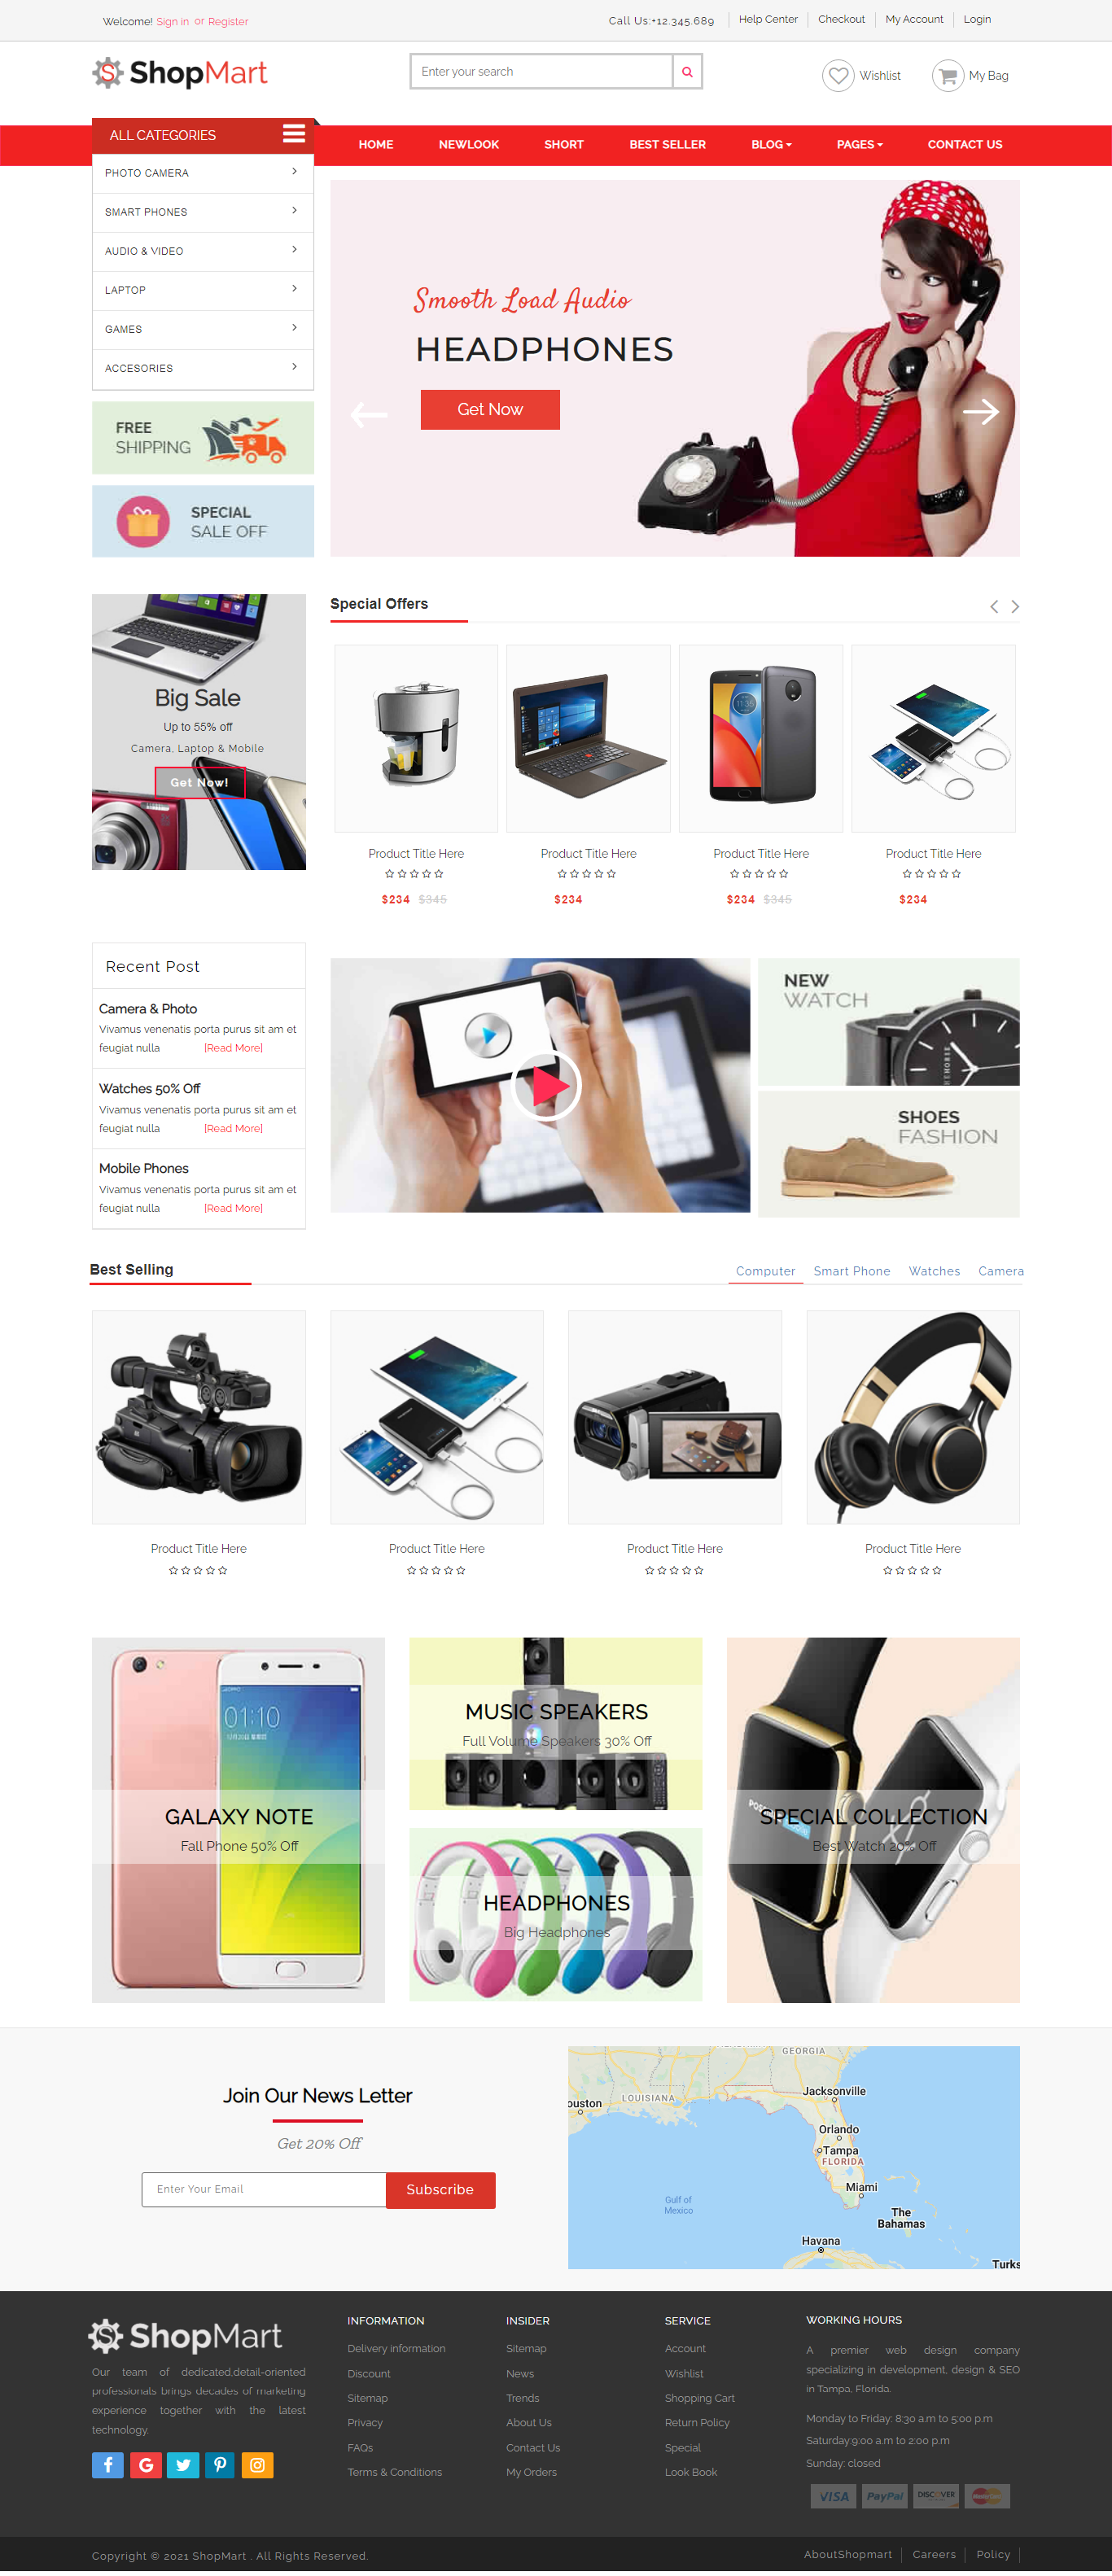 Welcome! Sign in or Register
Call Us:+12.345.689
Help Center
Checkout
My Account
Login
ShopMart
Enter your search
Wishlist
My Bag
ALL CATEGORIES
HOME
NEWLOOK
SHORT
BEST SELLER
BLOG
PAGES
CONTACT US
PHOTO CAMERA
SMART PHONES
AUDIO & VIDEO
LAPTOP
GAMES
ACCESORIES
Smooth Load Audio
HEADPHONES
Get Now
FREE
SHIPPING
SPECIAL
SALE OFF
Big Sale
Up to 55% off
Camera, Laptop & Mobile
Get Now!
Special Offers
11:35
Product Title Here
$234 $345
Product Title Here
$234
Product Title Here
$234 $345
Product Title Here
$234
Recent Post
Camera & Photo
Vivamus venenatis porta purus sit am et
feugiat nulla [Read More]
Watches 50% Off
Vivamus venenatis porta purus sit am et
feugiat nulla [Read More]
Mobile Phones
Vivamus venenatis porta purus sit am et
feugiat nulla [Read More]
NEW
WATCH
SHOES
FASHION
Best Selling
Computer
Smart Phone
Watches
Camera
Product Title Here
Product Title Here
Product Title Here
Product Title Here
01:10
GALAXY NOTE
Fall Phone 50% Off
MUSIC SPEAKERS
Full Volume Speakers 30% Off
HEADPHONES
Big Headphones
SPECIAL COLLECTION
Best Watch 20% Off
Join Our News Letter
Get 20% Off
Enter Your Email
Subscribe
GEORGIA
LOUISIANA
Jacksonville
ouston
Orlando
Tampa
FLORIDA
Miami
Gulf of
Mexico
The
Bahamas
Havana
Turks
ShopMart
Our team of dedicated,detail-oriented
professionals brings decades of marketing
experience together with the latest
technology.
INFORMATION
Delivery information
Discount
Sitemap
Privacy
FAQs
Terms & Conditions
INSIDER
Sitemap
News
Trends
About Us
Contact Us
My Orders
SERVICE
Account
Wishlist
Shopping Cart
Return Policy
Special
Look Book
WORKING HOURS
A premier web design company
specializing in development, design & SEO
in Tampa, Florida.
Monday to Friday: 8:30 a.m to 5:00 p.m
Saturday:9:00 a.m to 2:00 p.m
Sunday: closed
VISA
PayPal
DISCOVER
MasterCard
Copyright © 2021 ShopMart . All Rights Reserved.
AboutShopmart
Careers
Policy